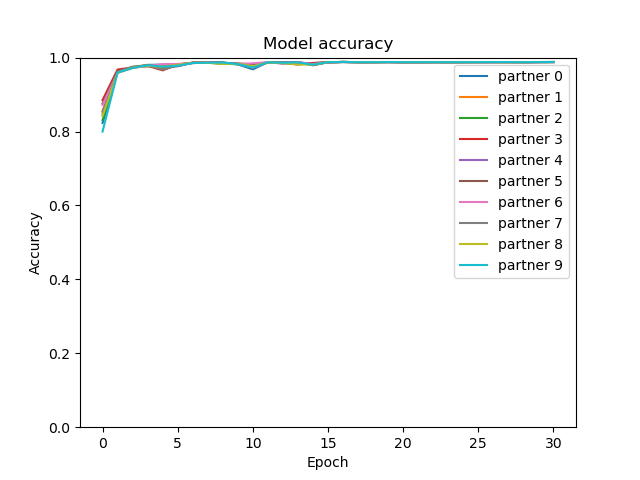 Model accuracy
1.0
0.8
0.6
0.4
0.2
0.0
Accuracy
partner 0
partner 1
partner 2
partner 3
partner 4
partner 5
partner 6
partner 7
partner 8
partner 9
0 5 10 15 20 25 30
Epoch